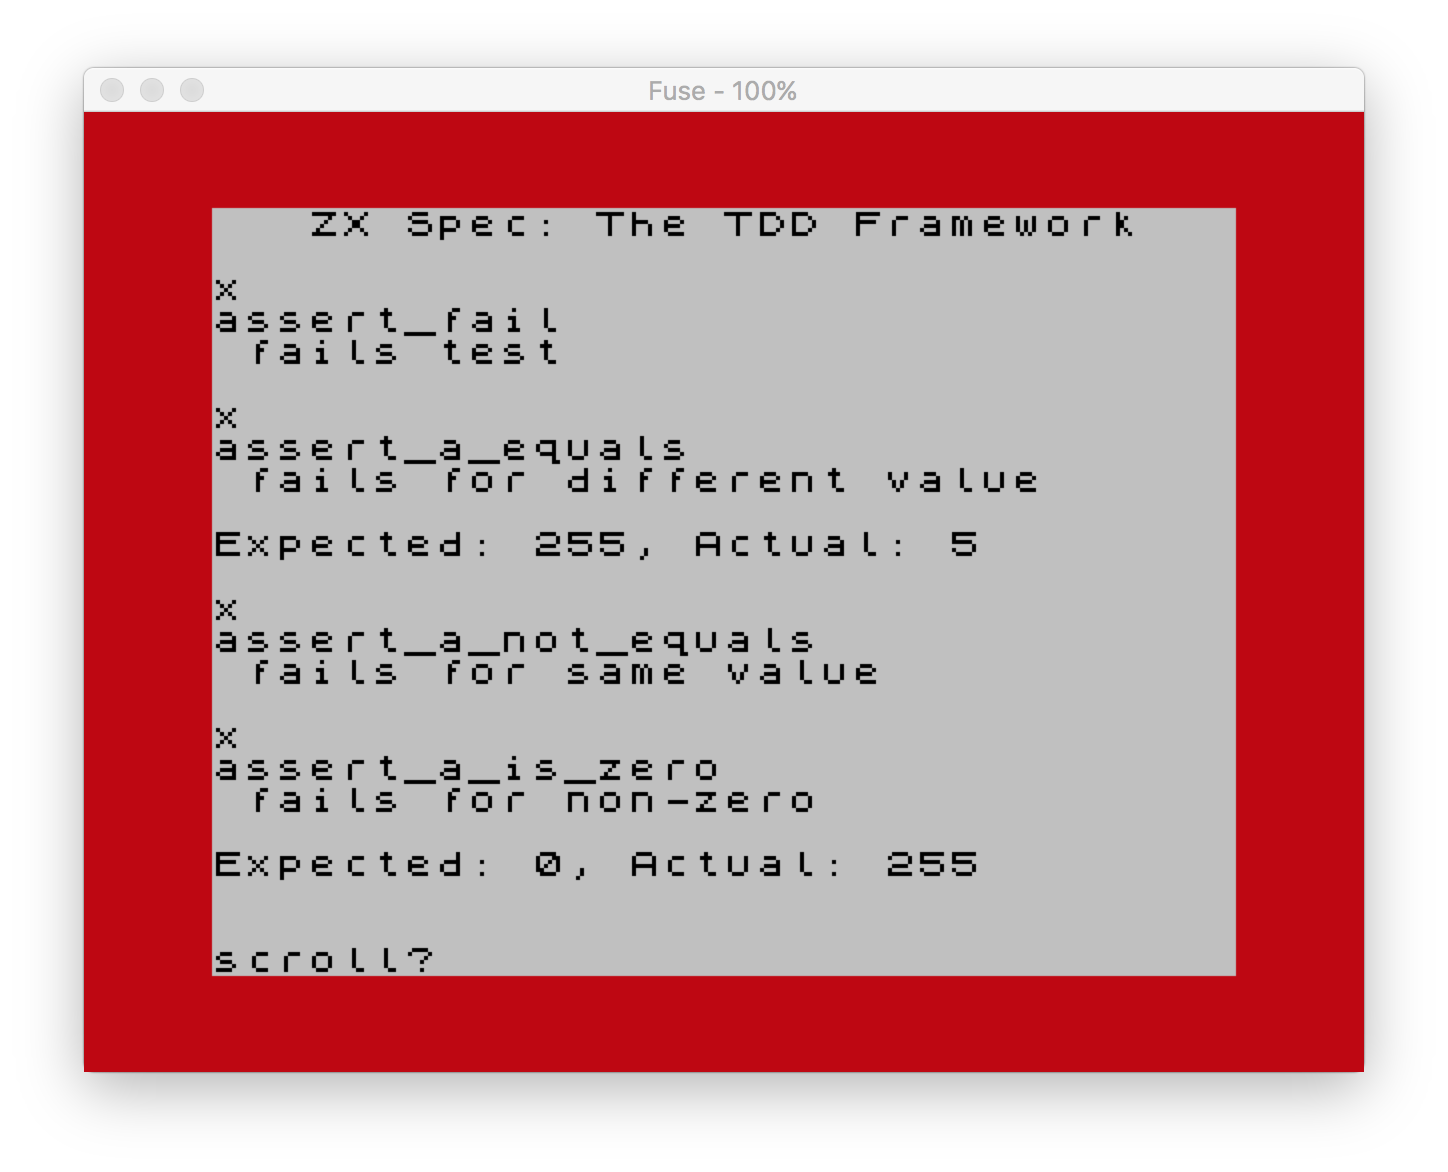 Fuse - 100%
ZX Spec: The TDD Framework
x
assert_fail
fails test
x
assert_a_equals
fails for different value
Expected: 255, Actual: 5
x
assert_a_not_equals
fails for same value
x
assert_a_is_zero
fails for non-zero
Expected: 0, Actual: 255
scroll?